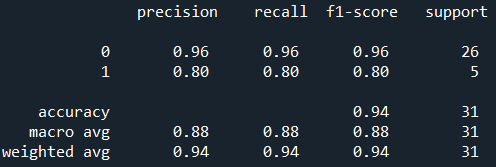 precision recall f1-score support
0 0.96 0.96 0.96 26
1 0.80 0.80 0.80 5
accuracy 0.94 31
macro avg 0.88 0.88 0.88 31
weighted avg 0.94 0.94 0.94 31